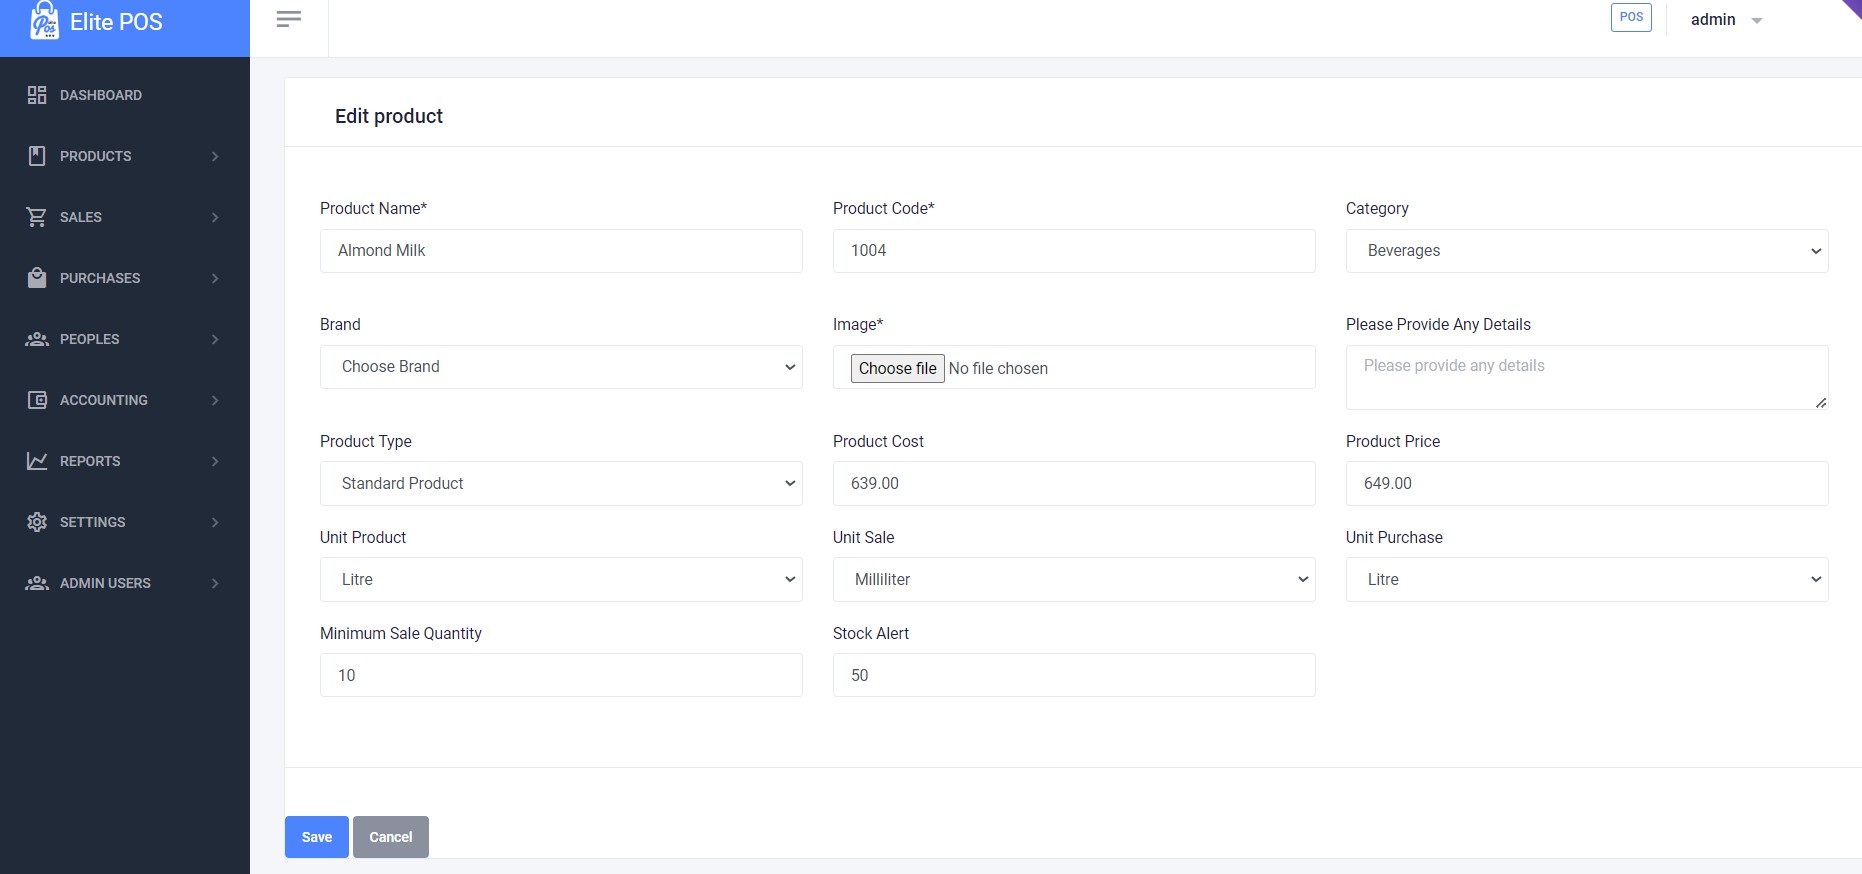 Elite POS
POS
admin
DASHBOARD
PRODUCTS
SALES
PURCHASES
PEOPLES
ACCOUNTING
REPORTS
SETTINGS
ADMIN USERS
Edit product
Product Name*
Almond Milk
Product Code*
1004
Category
Beverages
Brand
Choose Brand
Image*
Choose file No file chosen
Please Provide Any Details
Please provide any details
Product Type
Standard Product
Product Cost
639.00
Product Price
649.00
Unit Product
Litre
Unit Sale
Milliliter
Unit Purchase
Litre
Minimum Sale Quantity
10
Stock Alert
50
Save
Cancel